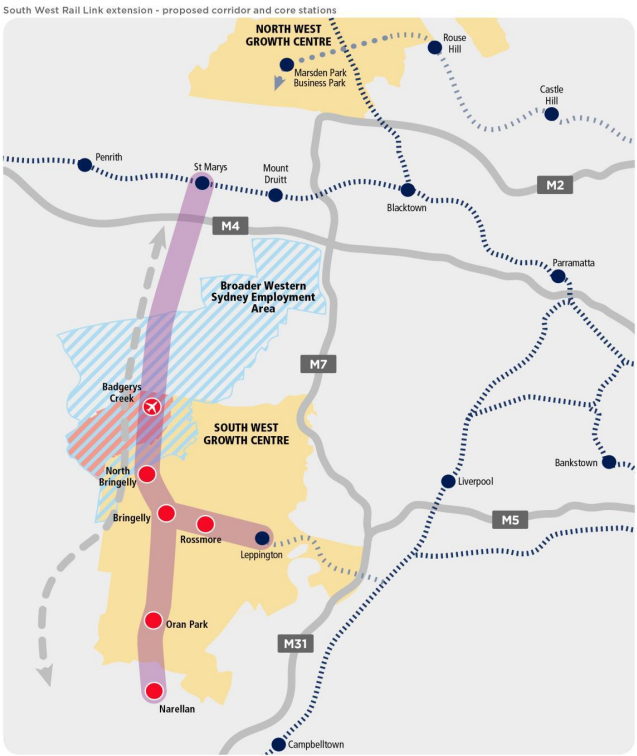 South West Rail Link extension - proposed corridor and core stations
NORTH WEST
GROWTH CENTRE
Rouse
Hill
Marsden Park
Business Park
Castle
Hill
Penrith
St Marys
Mount
Druitt
M2
Blacktown
M4
Parramatta
Broader Western
Sydney Employment
Area
M7
Badgerys
Creek
SOUTH WEST
GROWTH CENTRE
Bankstown
North
Bringelly
Liverpool
Bringelly
M5
Rossmore
Leppington
Oran Park
M31
Narellan
Campbelltown